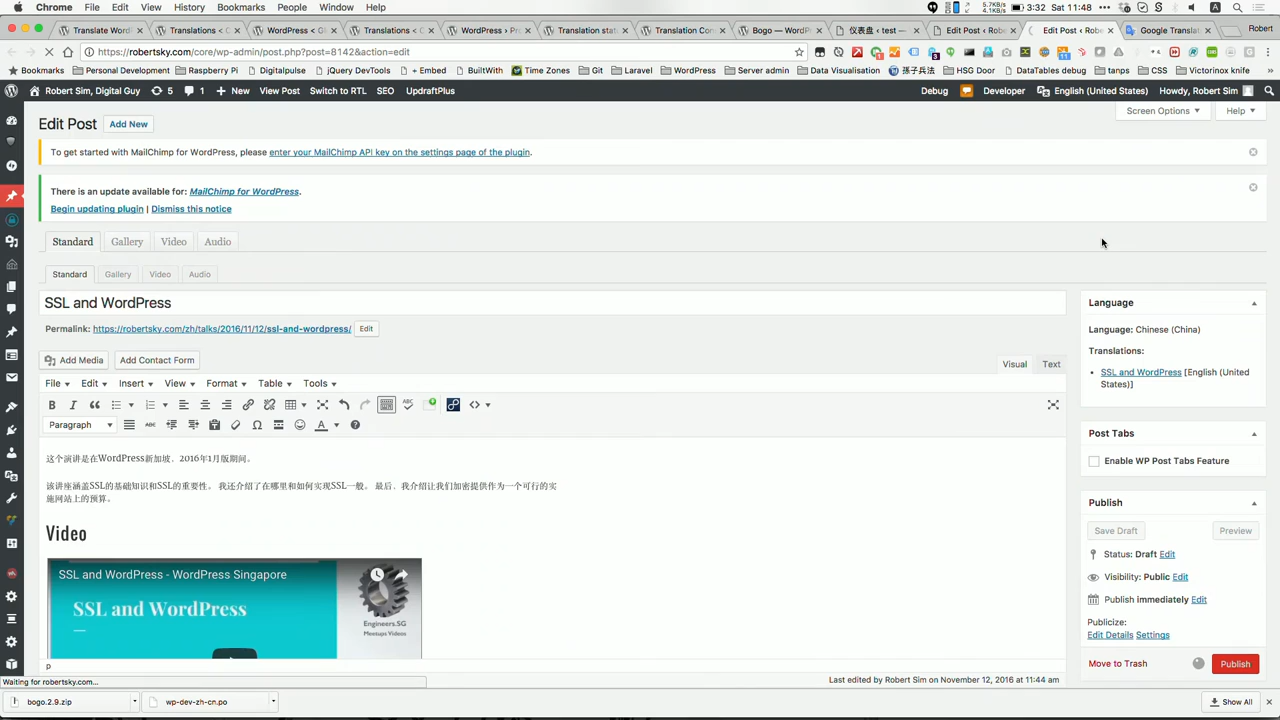 Chrome File Edit View History Bookmarks People Window Help 3:32 Sat 11:48
Translate Word Translations < C WordPress < G Translations < C WordPress › P Translation stat Translation Con Bogo — WordP 仪表盘 ‹ test — Edit Post ‹ Rob Edit Post ‹ Rob Google Transla Robert
https://robertsky.com/core/wp-admin/post.php?post=8142&action=edit
Bookmarks Personal Development Raspberry Pi Digitalpulse jQuery DevTools + Embed BuiltWith Time Zones Git Laravel WordPress Server admin Data Visualisation 孫子兵法 HSG Door DataTables debug tanps CSS Victorinox knife
Robert Sim, Digital Guy 5 1 + New View Post Switch to RTL SEO UpdraftPlus Debug Developer English (United States) Howdy, Robert Sim
Screen Options Help
Edit Post Add New
To get started with MailChimp for WordPress, please enter your MailChimp API key on the settings page of the plugin.
There is an update available for: MailChimp for WordPress.
Begin updating plugin | Dismiss this notice
Standard Gallery Video Audio
Standard Gallery Video Audio
SSL and WordPress
Permalink: https://robertsky.com/zh/talks/2016/11/12/ssl-and-wordpress/ Edit
Add Media Add Contact Form Visual Text
File Edit Insert View Format Table Tools
Paragraph
这个演讲是在WordPress新加坡、2016年1月版期间。
该讲座涵盖SSL的基础知识和SSL的重要性。 我还介绍了在哪里和如何实现SSL一般。 最后、我介绍让我们加密提供作为一个可行的实
施网站上的预算。
Video
SSL and WordPress - WordPress Singapore
SSL and WordPress
Engineers.SG
Meetups Videos
p
Last edited by Robert Sim on November 12, 2016 at 11:44 am
Language
Language: Chinese (China)
Translations:
SSL and WordPress [English (United
States)]
Post Tabs
Enable WP Post Tabs Feature
Publish
Save Draft Preview
Status: Draft Edit
Visibility: Public Edit
Publish immediately Edit
Publicize:
Edit Details Settings
Move to Trash Publish
Waiting for robertsky.com...
bogo.2.9.zip wp-dev-zh-cn.po Show All